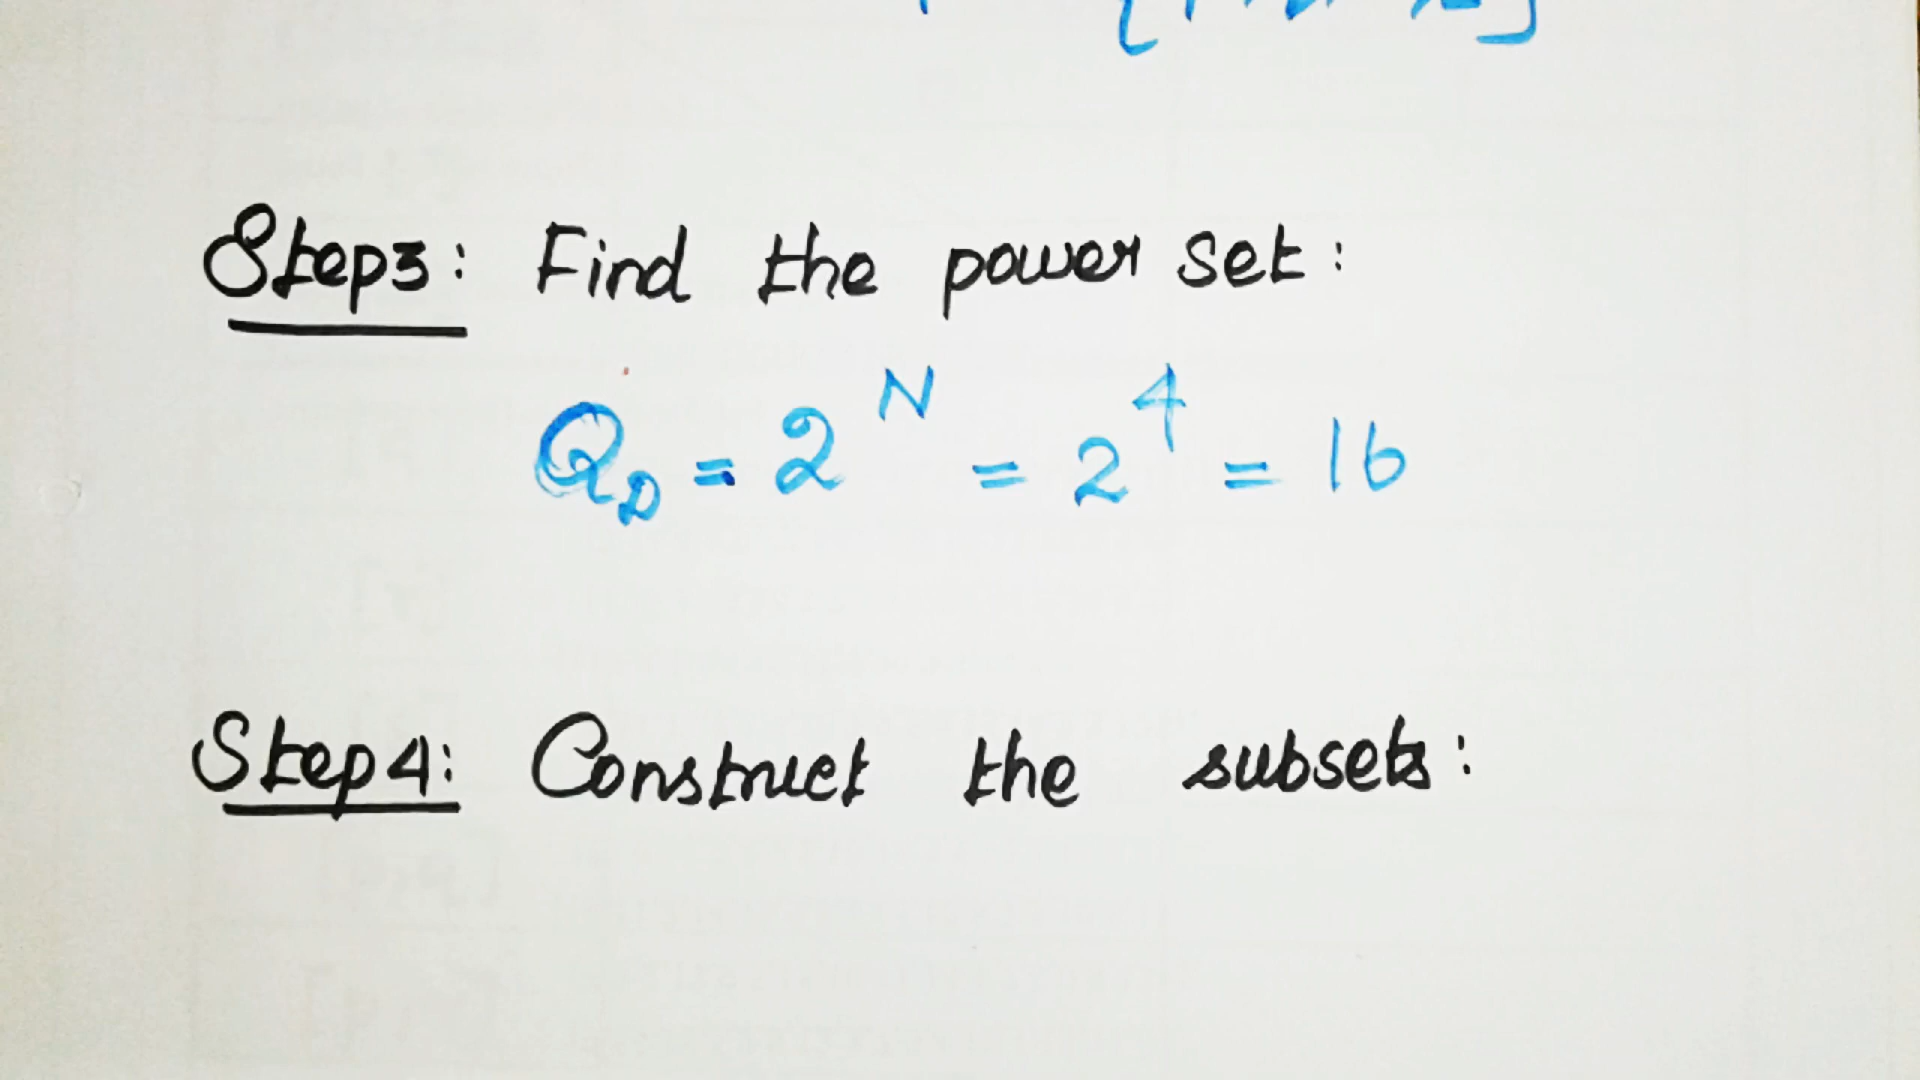 Step3: Find the power set:
Q_D = 2^N = 2^4 = 16
Step4: Construct the subsets: